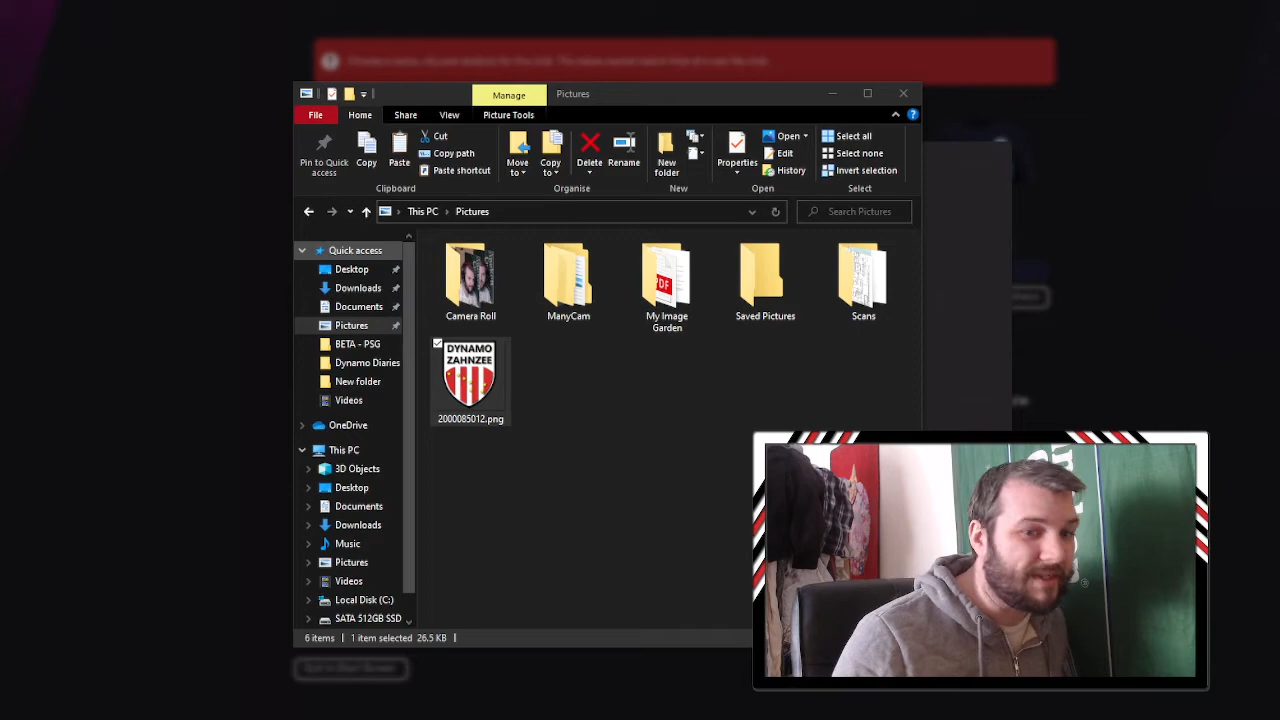 Manage
Pictures
File
Home
Share
View
Picture Tools
Pin to Quick
access
Copy
Paste
Cut
Copy path
Paste shortcut
Move
to
Copy
to
Delete
Rename
New
folder
Properties
Open
Edit
History
Select all
Select none
Invert selection
Clipboard
Organise
New
Open
Select
This PC
Pictures
Search Pictures
Quick access
Desktop
Downloads
Documents
Pictures
BETA - PSG
Dynamo Diaries
New folder
Videos
OneDrive
This PC
3D Objects
Desktop
Documents
Downloads
Music
Pictures
Videos
Local Disk (C:)
SATA 512GB SSD
Camera Roll
ManyCam
PDF
My Image
Garden
Saved Pictures
Scans
DYNAMO
ZAHNZEE
2000085012.png
6 items
1 item selected 26.5 KB